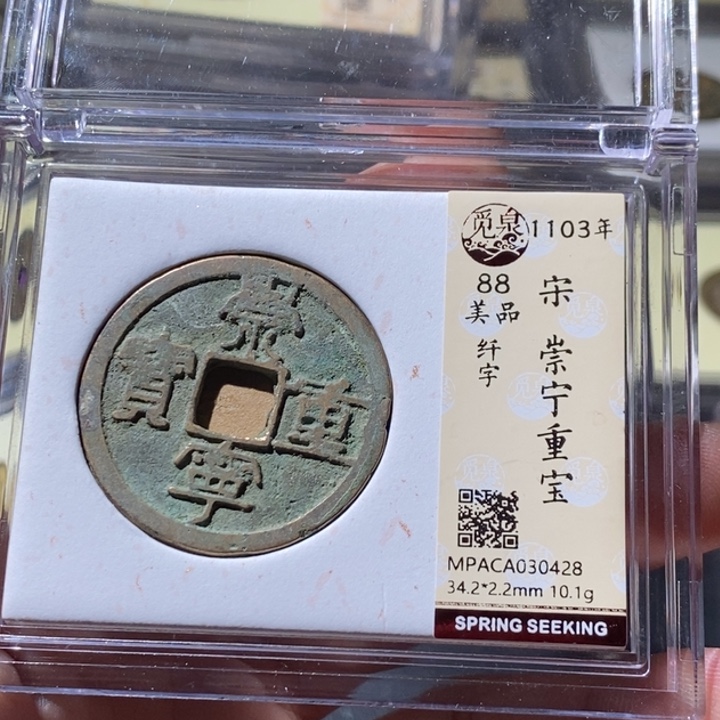 崇
重
寧
寶
觅泉
1103年
88
美品
纤字
宋 崇宁重宝
MPACA030428
34.2*2.2mm 10.1g
SPRING SEEKING